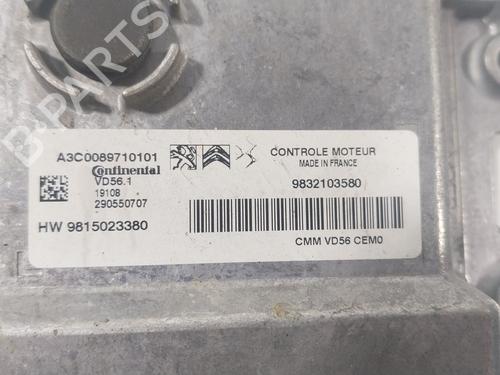 A3C0089710101
Continental
VD56.1
19108
290550707
HW 9815023380
CONTROLE MOTEUR
MADE IN FRANCE
9832103580
CMM VD56 CEM0
B-PARTS